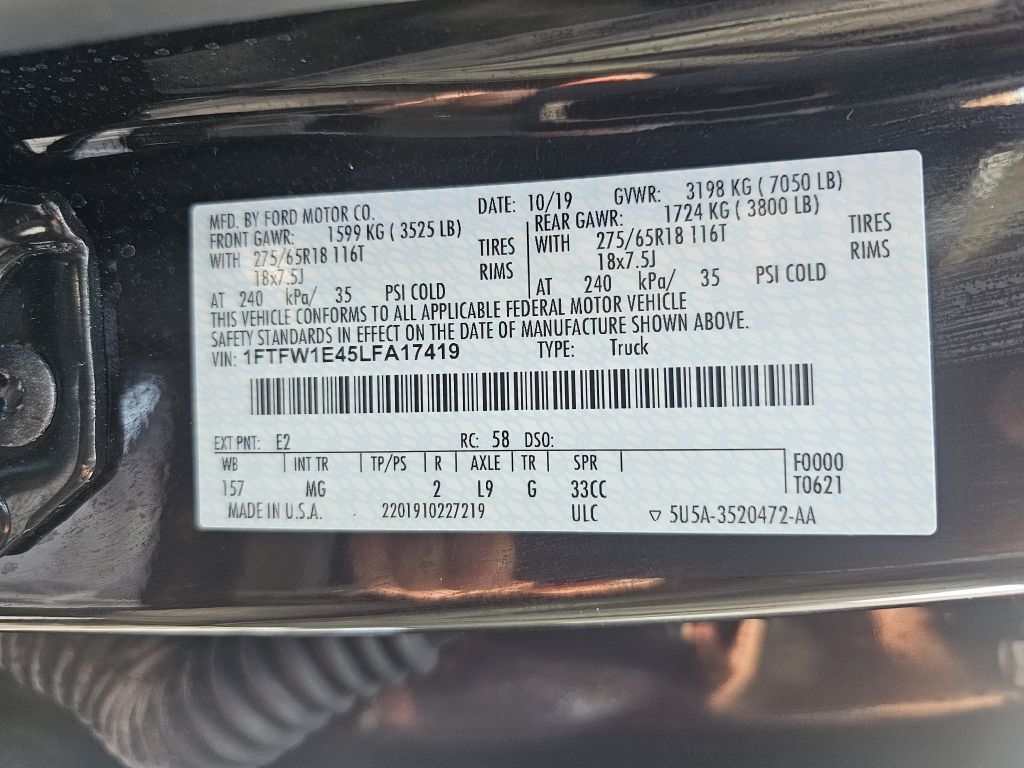 MFD. BY FORD MOTOR CO. DATE: 10/19 GVWR: 3198 KG ( 7050 LB)
FRONT GAWR: 1599 KG ( 3525 LB) REAR GAWR: 1724 KG ( 3800 LB)
WITH 275/65R18 116T TIRES WITH 275/65R18 116T TIRES
18x7.5J RIMS 18x7.5J RIMS
AT 240 kPa/ 35 PSI COLD AT 240 kPa/ 35 PSI COLD
THIS VEHICLE CONFORMS TO ALL APPLICABLE FEDERAL MOTOR VEHICLE
SAFETY STANDARDS IN EFFECT ON THE DATE OF MANUFACTURE SHOWN ABOVE.
VIN: 1FTFW1E45LFA17419 TYPE: Truck
EXT PNT: E2 RC: 58 DSO:
WB INT TR TP/PS R AXLE TR SPR F0000
157 MG 2 L9 G 33CC T0621
MADE IN U.S.A. 2201910227219 ULC ▽ 5U5A-3520472-AA